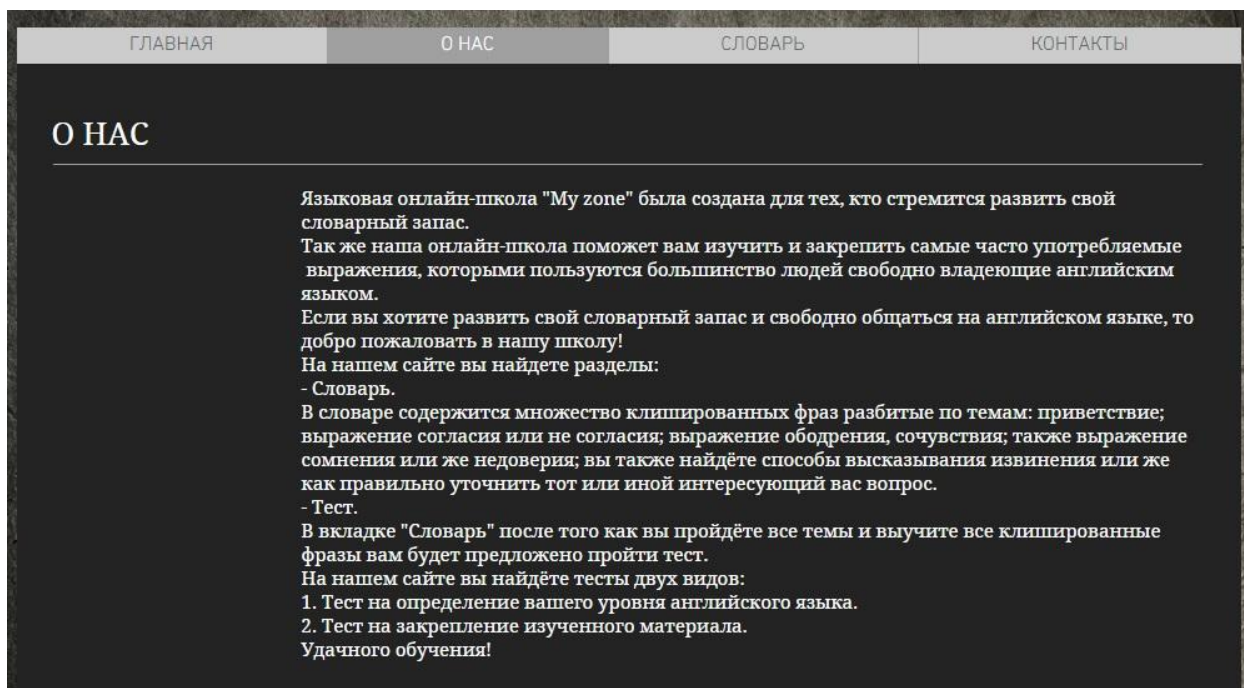 ГЛАВНАЯ
О НАС
СЛОВАРЬ
КОНТАКТЫ
О НАС
Языковая онлайн-школа "My zone" была создана для тех, кто стремится развить свой
словарный запас.
Так же наша онлайн-школа поможет вам изучить и закрепить самые часто употребляемые
выражения, которыми пользуются большинство людей свободно владеющие английским
языком.
Если вы хотите развить свой словарный запас и свободно общаться на английском языке, то
добро пожаловать в нашу школу!
На нашем сайте вы найдете разделы:
- Словарь.
В словаре содержится множество клишированных фраз разбитые по темам: приветствие;
выражение согласия или не согласия; выражение ободрения, сочувствия; также выражение
сомнения или же недоверия; вы также найдёте способы высказывания извинения или же
как правильно уточнить тот или иной интересующий вас вопрос.
- Тест.
В вкладке "Словарь" после того как вы пройдёте все темы и выучите все клишированные
фразы вам будет предложено пройти тест.
На нашем сайте вы найдёте тесты двух видов:
1. Тест на определение вашего уровня английского языка.
2. Тест на закрепление изученного материала.
Удачного обучения!